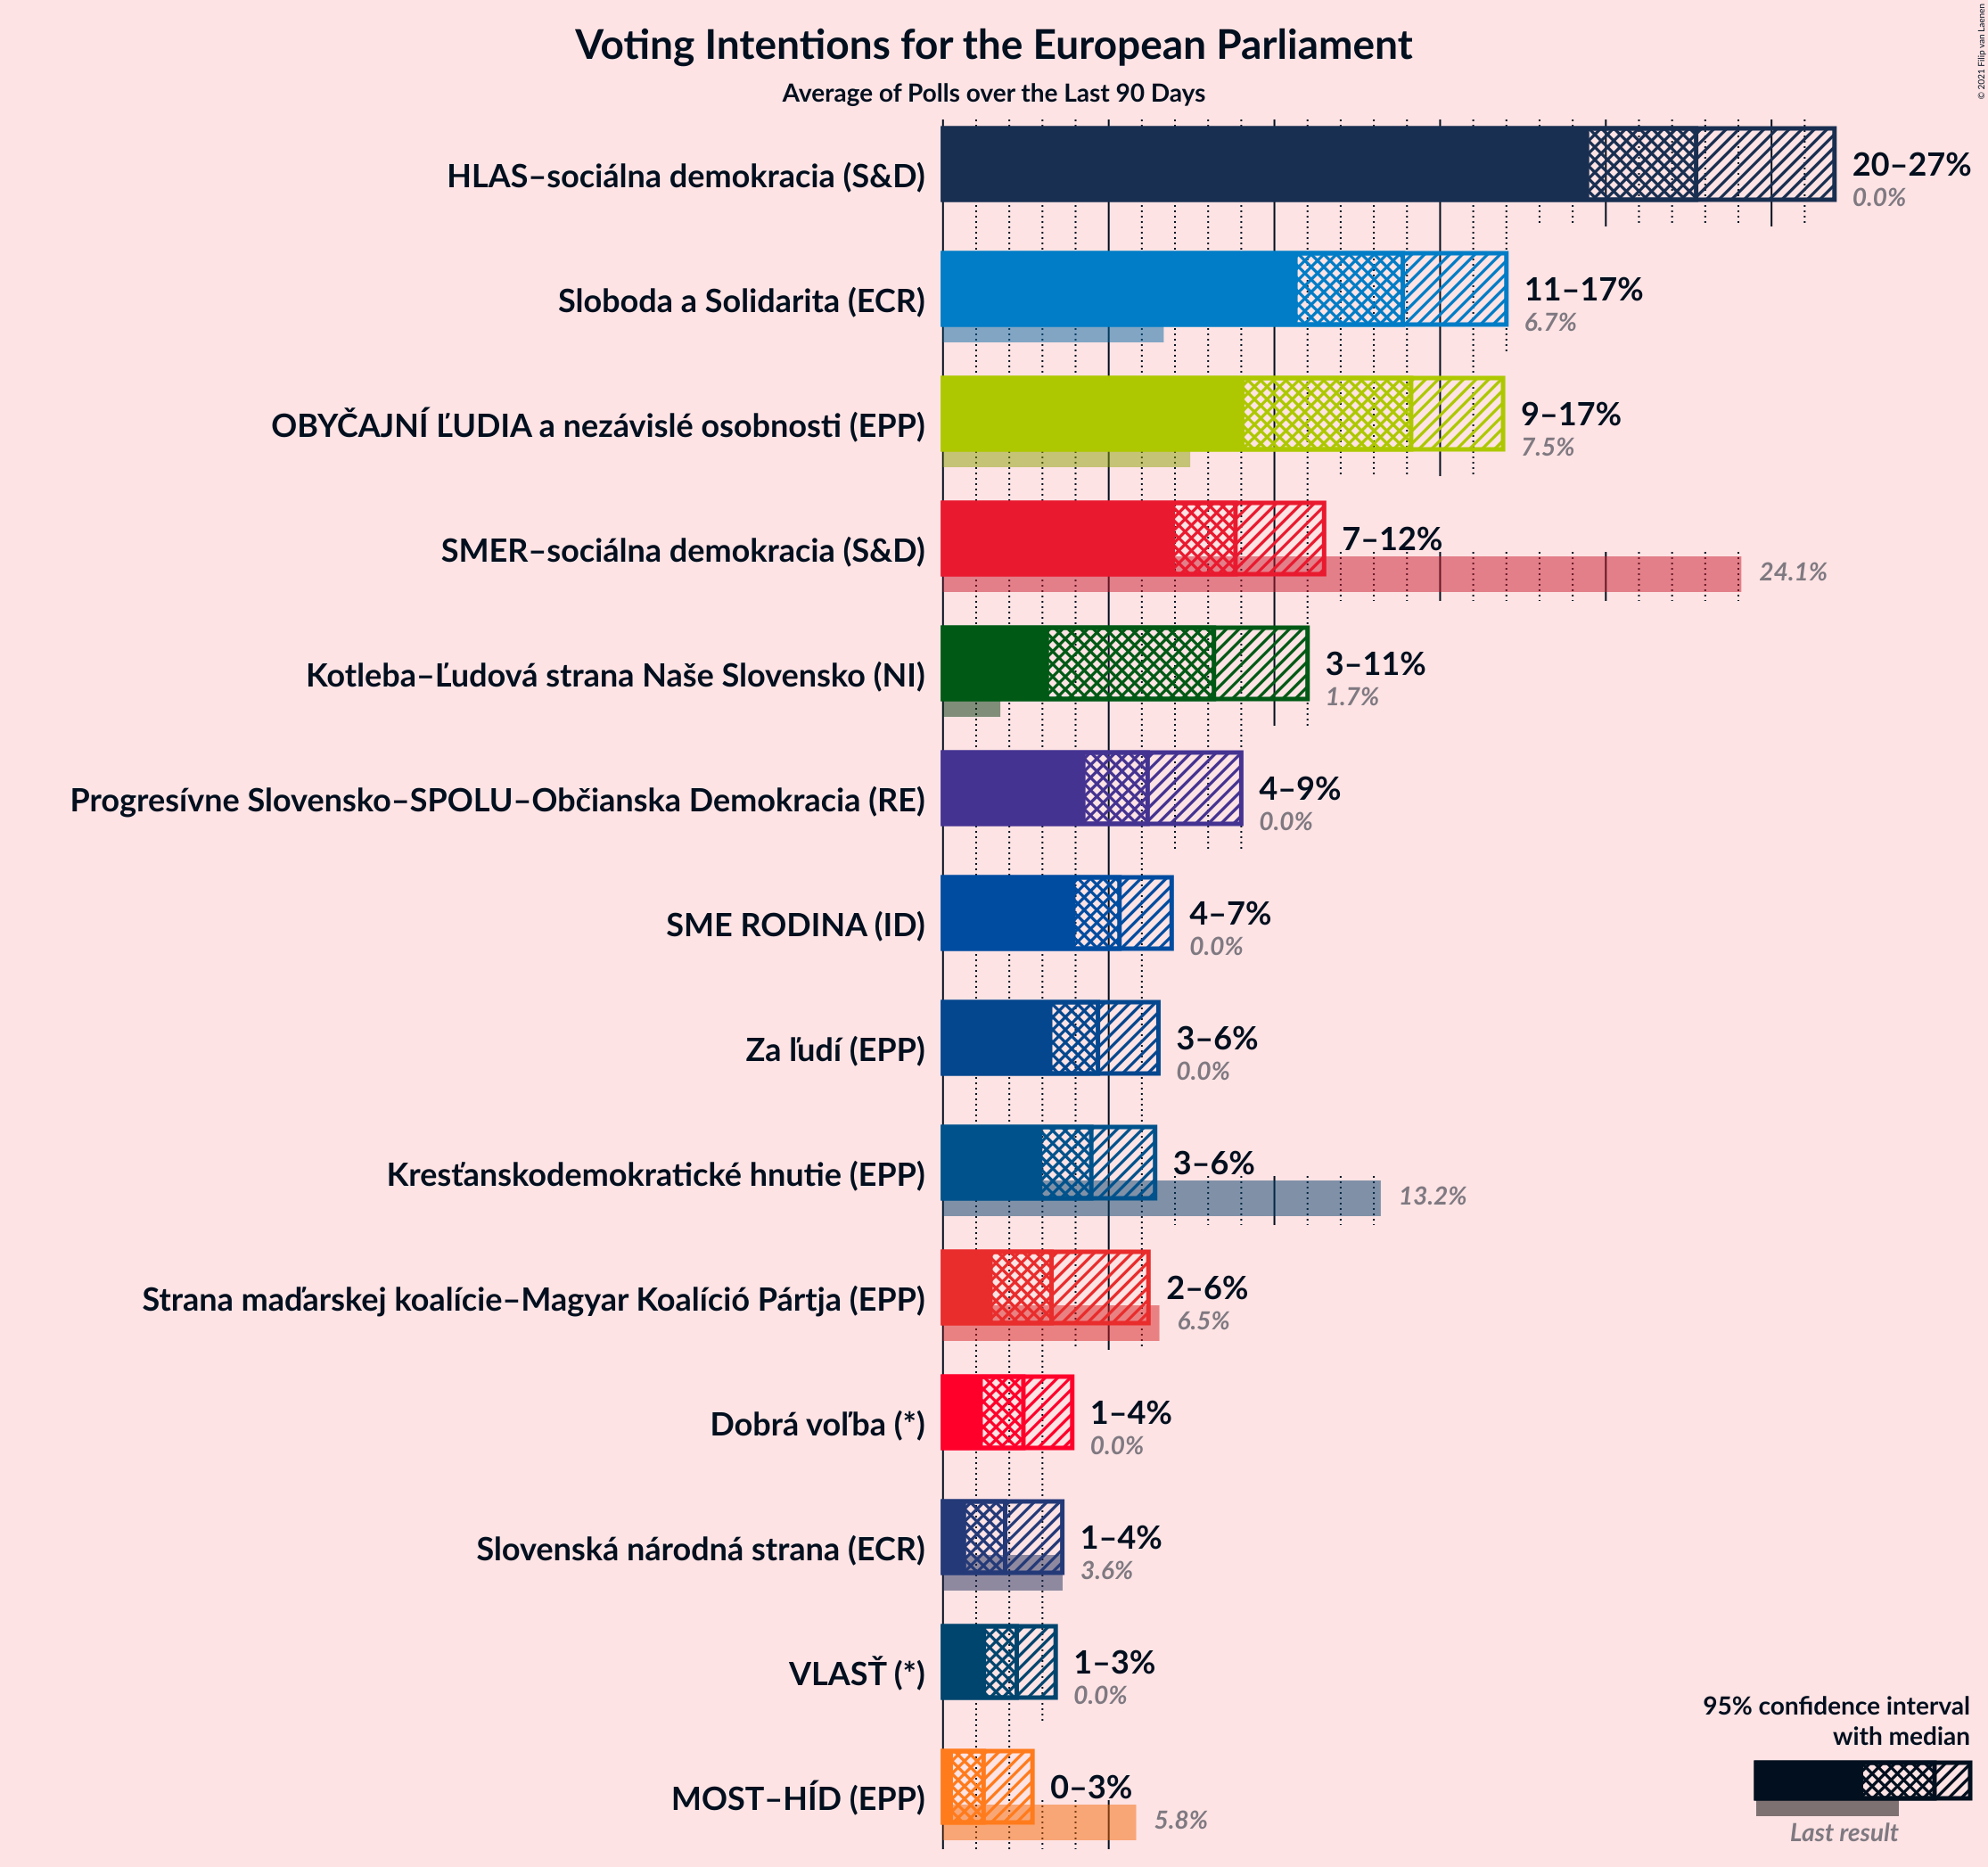 Voting Intentions for the European Parliament
Average of Polls over the Last 90 Days
© 2021 Filip van Laenen
HLAS–sociálna demokracia (S&D)
20–27%
0.0%
Sloboda a Solidarita (ECR)
11–17%
6.7%
OBYČAJNÍ ĽUDIA a nezávislé osobnosti (EPP)
9–17%
7.5%
SMER–sociálna demokracia (S&D)
7–12%
24.1%
Kotleba–Ľudová strana Naše Slovensko (NI)
3–11%
1.7%
Progresívne Slovensko–SPOLU–Občianska Demokracia (RE)
4–9%
0.0%
SME RODINA (ID)
4–7%
0.0%
Za ľudí (EPP)
3–6%
0.0%
Kresťanskodemokratické hnutie (EPP)
3–6%
13.2%
Strana maďarskej koalície–Magyar Koalíció Pártja (EPP)
2–6%
6.5%
Dobrá voľba (*)
1–4%
0.0%
Slovenská národná strana (ECR)
1–4%
3.6%
VLASŤ (*)
1–3%
0.0%
MOST–HÍD (EPP)
0–3%
5.8%
95% confidence interval
with median
Last result